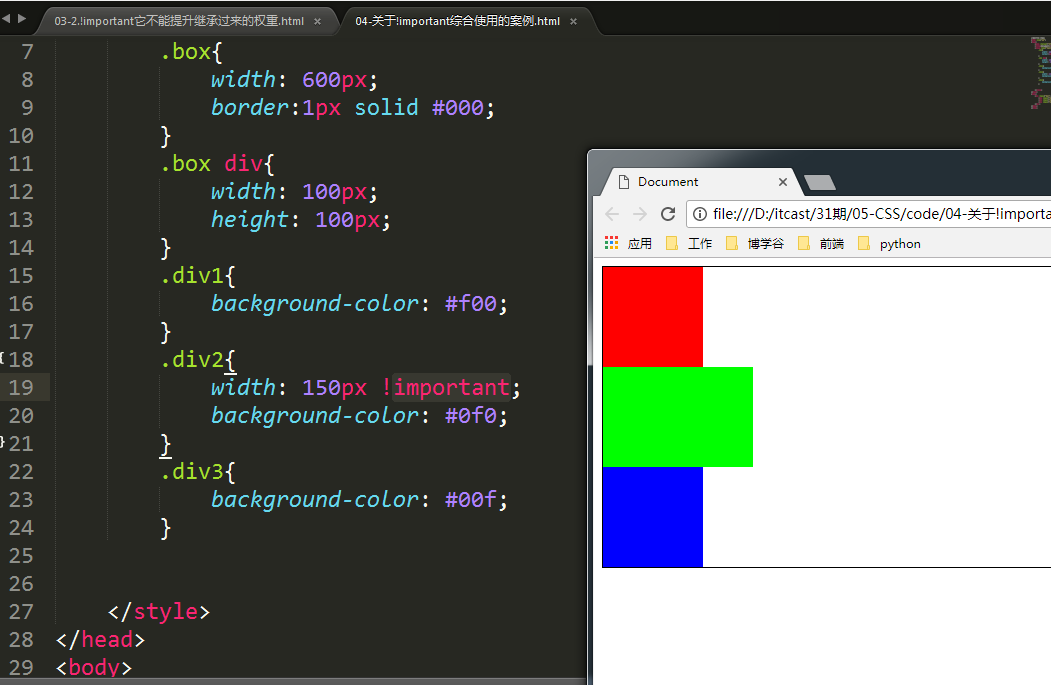 03-2.!important它不能提升继承过来的权重.html × 04-关于!important综合使用的案例.html ×
7 .box{
8 width: 600px;
9 border:1px solid #000;
10 }
11 .box div{
12 width: 100px;
13 height: 100px;
14 }
15 .div1{
16 background-color: #f00;
17 }
18 .div2{
19 width: 150px !important;
20 background-color: #0f0;
21 }
22 .div3{
23 background-color: #00f;
24 }
25
26
27 </style>
28 </head>
29 <body>
Document ×
file:///D:/itcast/31期/05-CSS/code/04-关于!importa
应用 工作 博学谷 前端 python